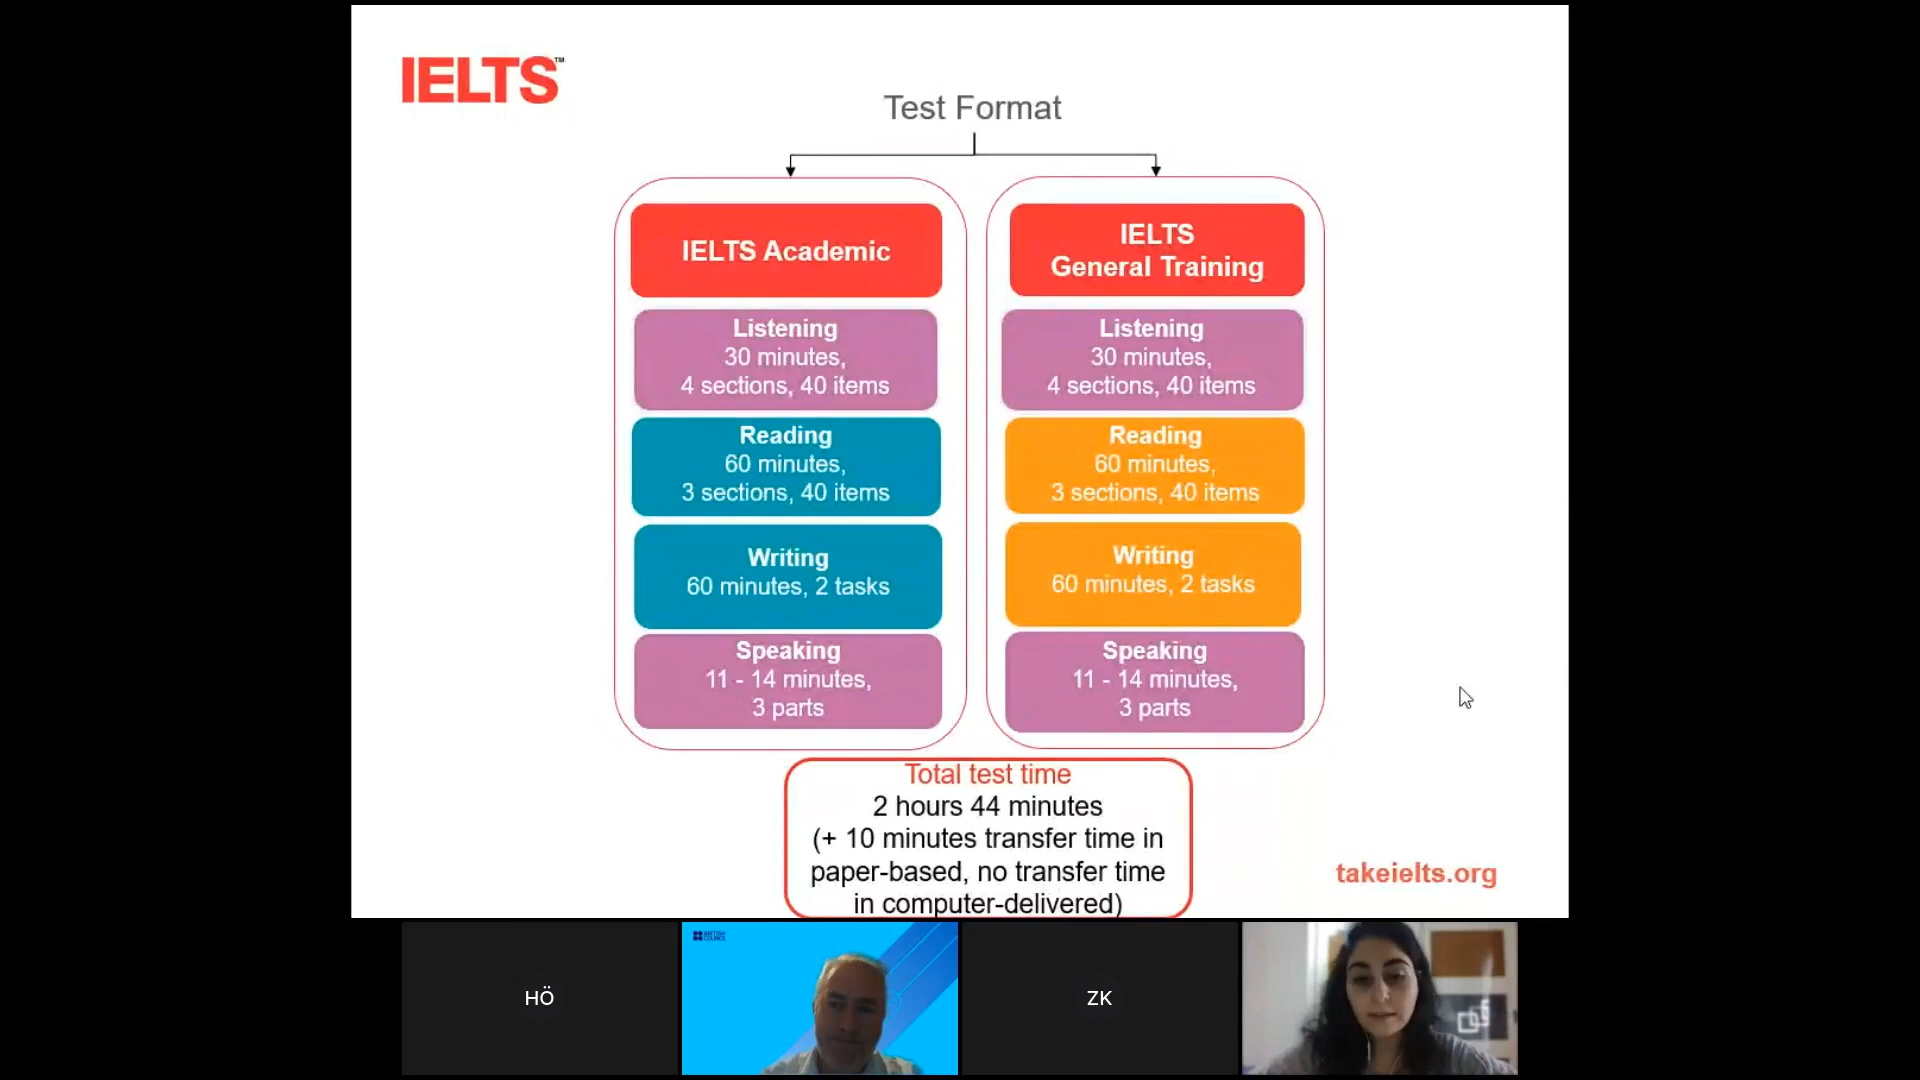 IELTS™
Test Format
IELTS Academic
Listening
30 minutes,
4 sections, 40 items
Reading
60 minutes,
3 sections, 40 items
Writing
60 minutes, 2 tasks
Speaking
11 - 14 minutes,
3 parts
IELTS
General Training
Listening
30 minutes,
4 sections, 40 items
Reading
60 minutes,
3 sections, 40 items
Writing
60 minutes, 2 tasks
Speaking
11 - 14 minutes,
3 parts
Total test time
2 hours 44 minutes
(+ 10 minutes transfer time in
paper-based, no transfer time
in computer-delivered)
takeielts.org
BRITISH
COUNCIL
HÖ
ZK